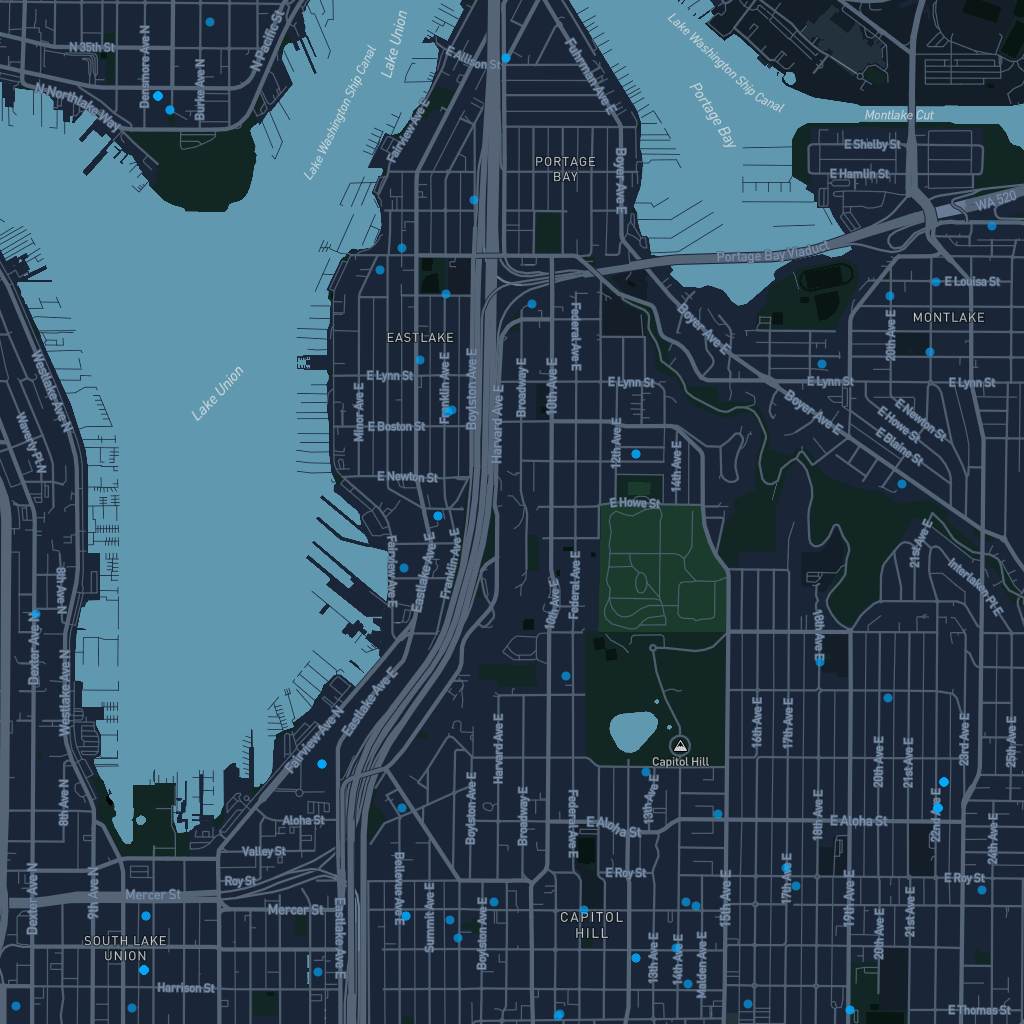 N 35th St
Densmore Ave N
Burke Ave N
N Pacific St
N Northlake Way
Lake Union
Lake Washington Ship Canal
E Allison St
Fuhrman Ave E
Fairview Ave E
Lake Washington Ship Canal
Portage Bay
Montlake Cut
E Shelby St
E Hamlin St
PORTAGE
BAY
Boyer Ave E
WA 520
Portage Bay Viaduct
E Louisa St
MONTLAKE
20th Ave E
EASTLAKE
Boyer Ave E
Federal Ave E
Westlake Ave N
Lake Union
E Lynn St
Minor Ave E
Franklin Ave E
Boylston Ave E
Harvard Ave E
Broadway E
10th Ave E
E Lynn St
E Lynn St
E Lynn St
Boyer Ave E
E Newton St
E Howe St
E Blaine St
Waverly Pl N
E Boston St
12th Ave E
14th Ave E
E Newton St
E Howe St
Fairview Ave E
Eastlake Ave E
Franklin Ave E
Federal Ave E
10th Ave E
21st Ave E
Interlaken Pl E
8th Ave N
Dexter Ave N
Westlake Ave N
18th Ave E
Eastlake Ave E
Fairview Ave N
Harvard Ave E
16th Ave E
17th Ave E
23rd Ave E
25th Ave E
20th Ave E
21st Ave E
Capitol Hill
13th Ave E
8th Ave N
Aloha St
Boylston Ave E
Broadway E
Federal Ave E
E Aloha St
18th Ave E
E Aloha St
22nd Ave E
24th Ave E
Valley St
Roy St
Mercer St
Mercer St
Dexter Ave N
9th Ave N
Eastlake Ave E
Bellevue Ave E
Summit Ave E
Boylston Ave E
E Roy St
15th Ave E
17th Ave E
19th Ave E
E Roy St
20th Ave E
21st Ave E
CAPITOL
HILL
13th Ave E
14th Ave E
Malden Ave E
SOUTH LAKE
UNION
Harrison St
E Thomas St